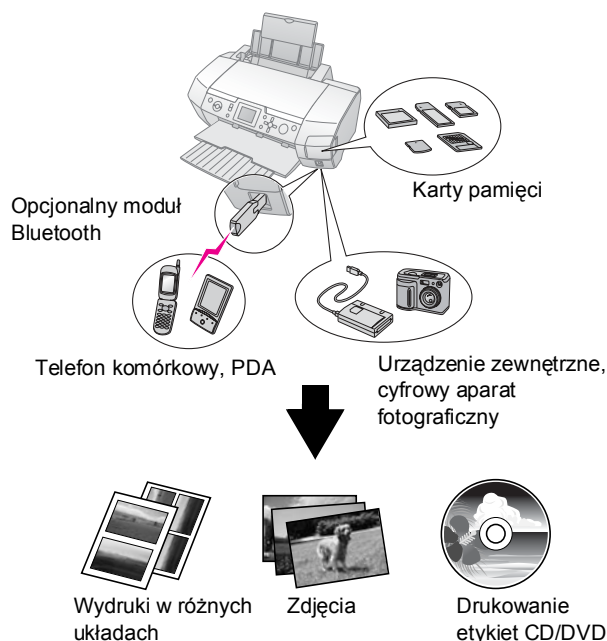 Karty pamięci
Opcjonalny moduł
Bluetooth
Telefon komórkowy, PDA
Urządzenie zewnętrzne,
cyfrowy aparat
fotograficzny
Wydruki w różnych
układach
Zdjęcia
Drukowanie
etykiet CD/DVD